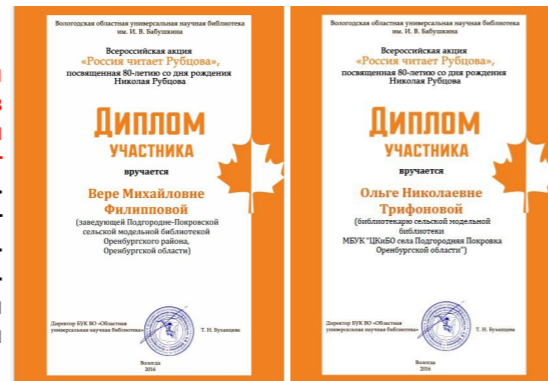 Вологодская областная универсальная научная библиотека
им. И. В. Бабушкина
Всероссийская акция
«Россия читает Рубцова»,
посвященная 80-летию со дня рождения
Николая Рубцова
ДИПЛОМ
УЧАСТНИКА
вручается
Вере Михайловне
Филипповой
(заведующей Подгородне-Покровской
сельской модельной библиотекой
Оренбургского района,
Оренбургской области)
Директор БУК ВО «Областная
универсальная научная библиотека»
Т. Н. Буханцева
Вологда
2016
Вологодская областная универсальная научная библиотека
им. И. В. Бабушкина
Всероссийская акция
«Россия читает Рубцова»,
посвященная 80-летию со дня рождения
Николая Рубцова
ДИПЛОМ
УЧАСТНИКА
вручается
Ольге Николаевне
Трифоновой
(библиотекарю сельской модельной
библиотеки
МБУК "ЦКиБО села Подгородняя Покровка
Оренбургской области")
Директор БУК ВО «Областная
универсальная научная библиотека»
Т. Н. Буханцева
Вологда
2016